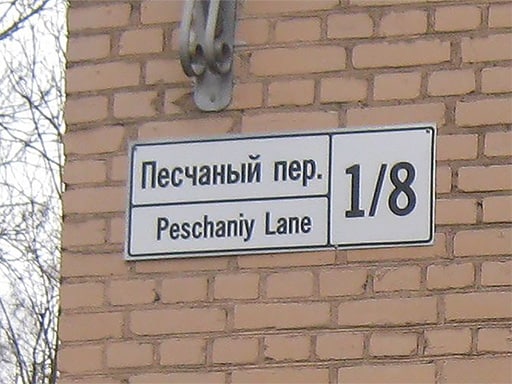 Песчаный пер.
Peschaniy Lane
1/8